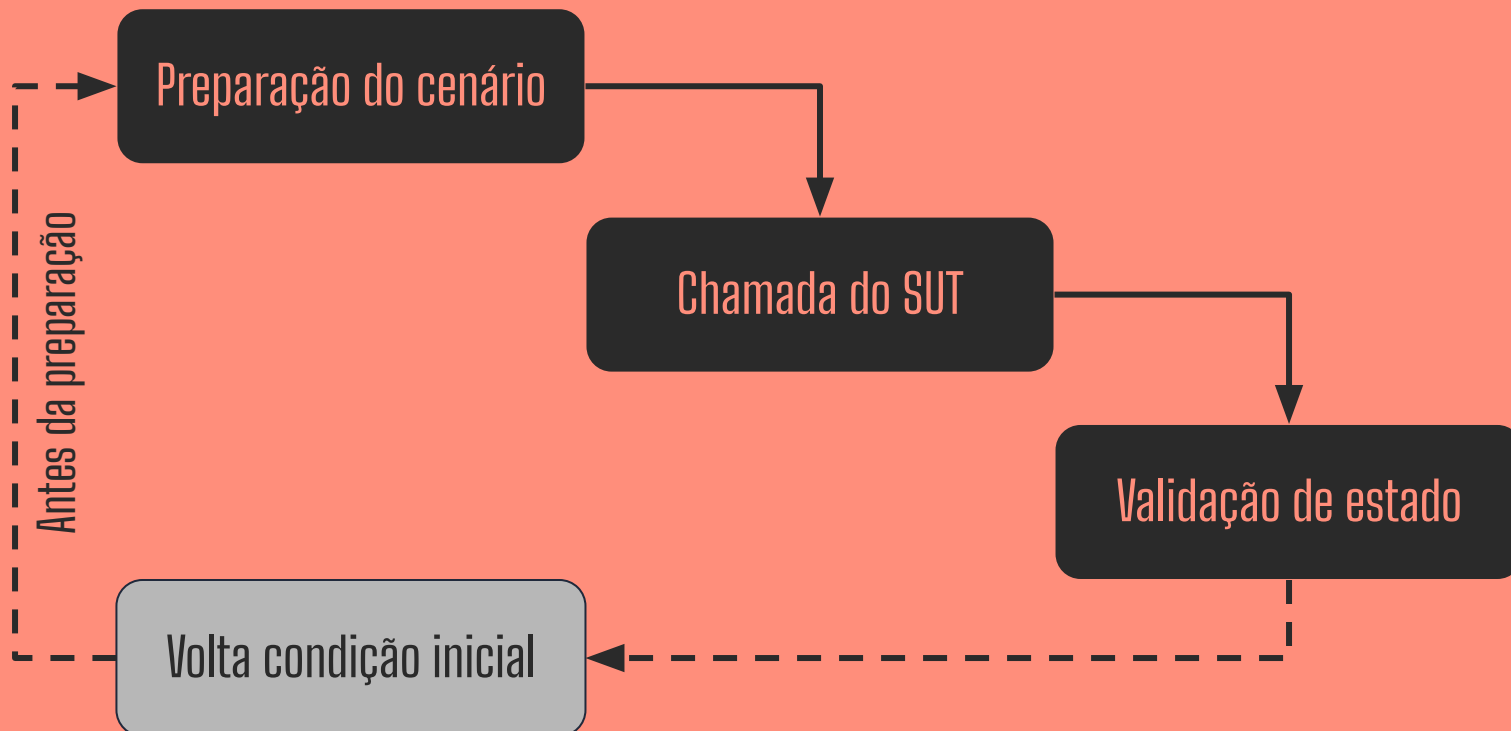 Preparação do cenário
Chamada do SUT
Antes da preparação
Validação de estado
Volta condição inicial